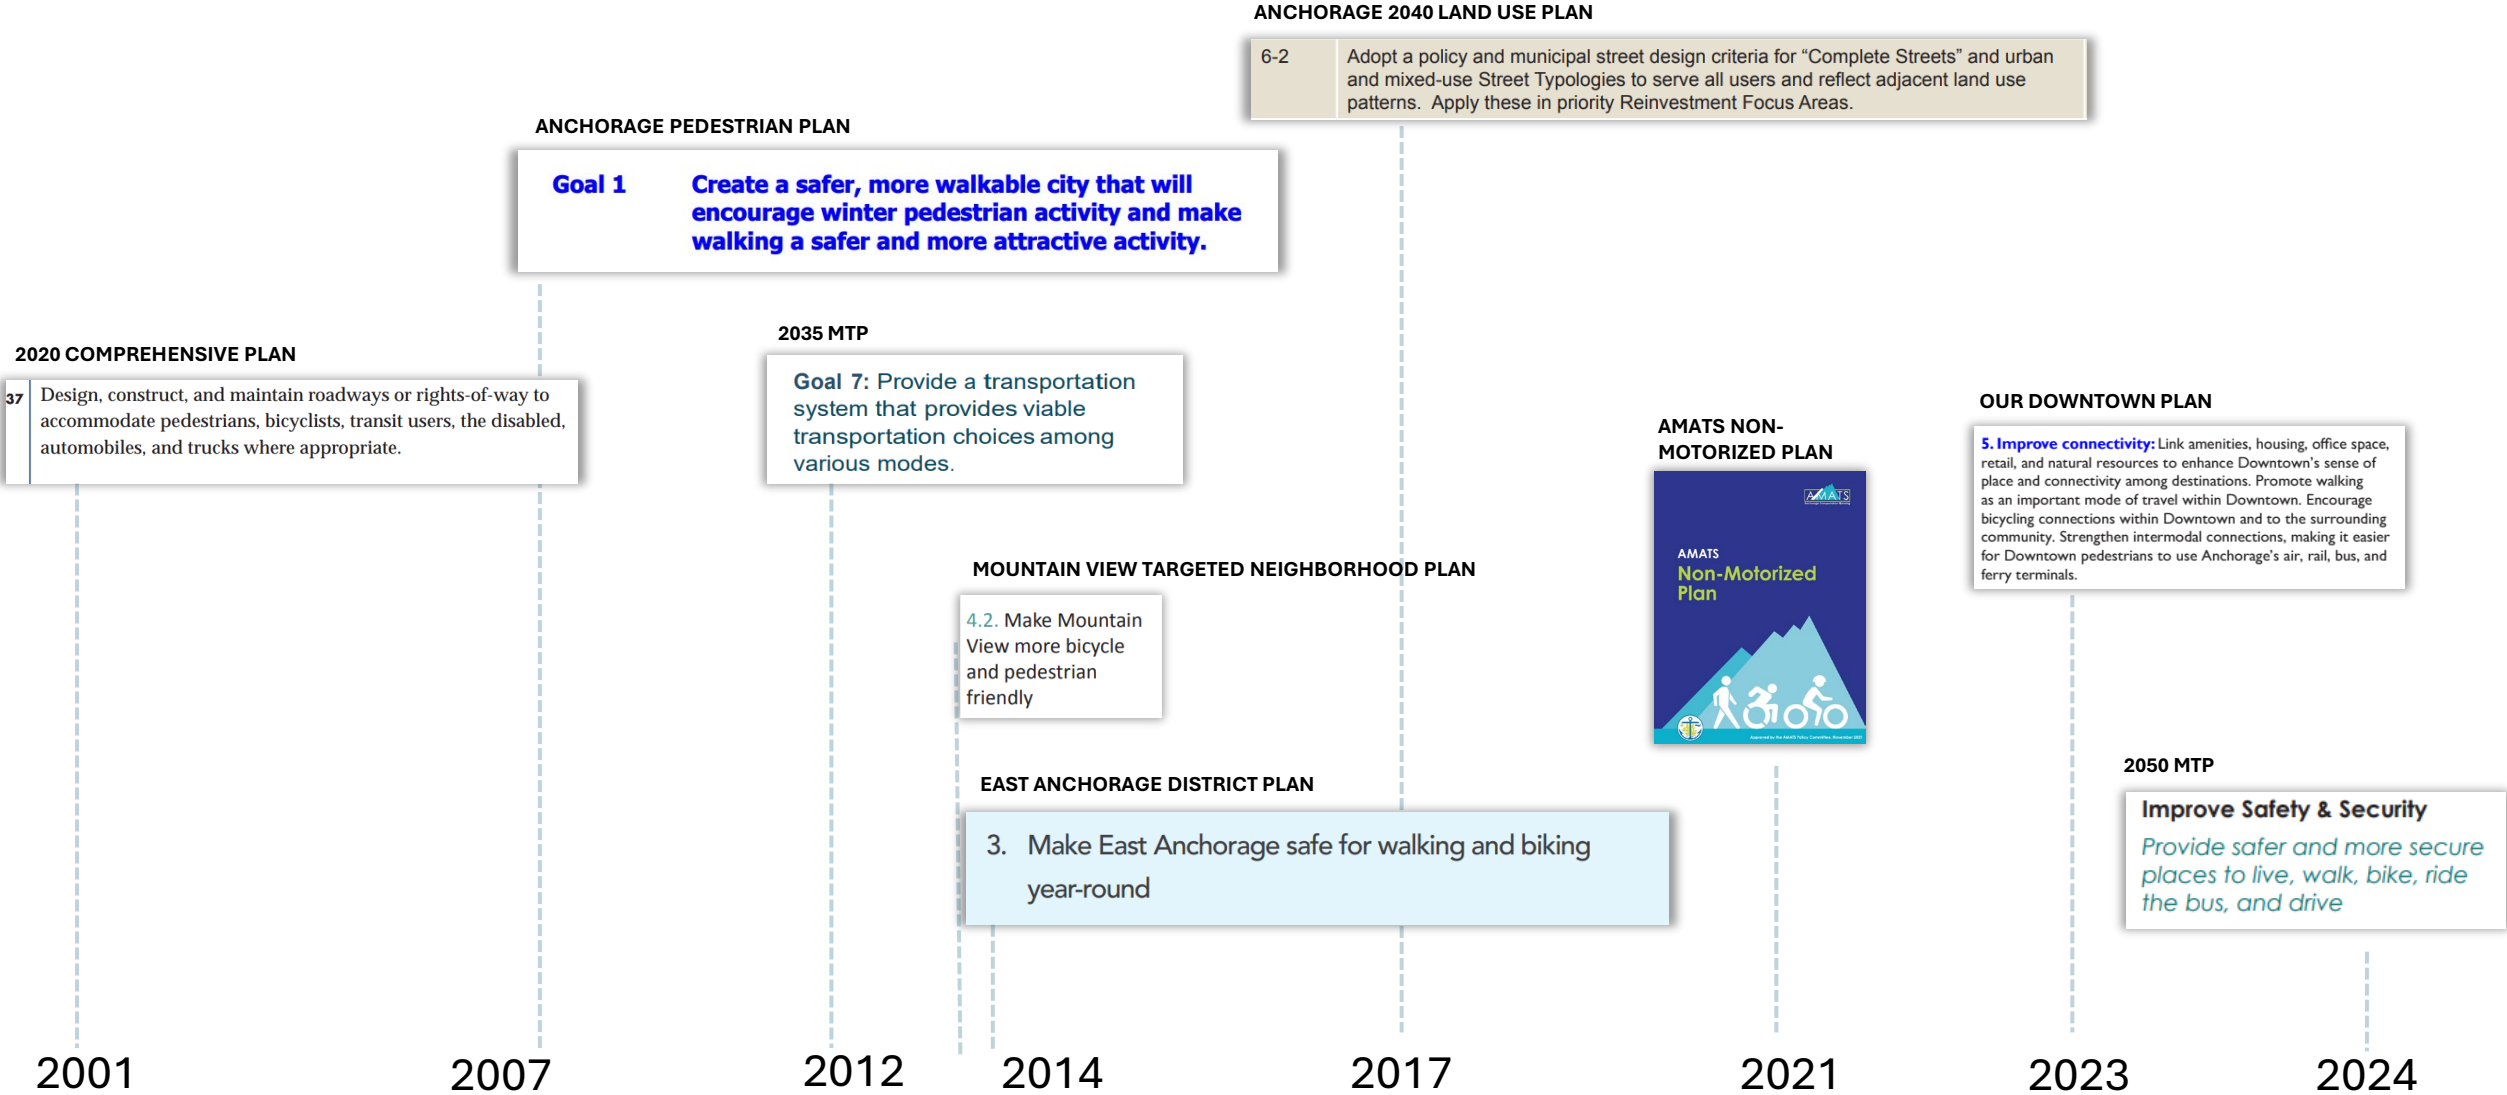 ANCHORAGE 2040 LAND USE PLAN
6-2 Adopt a policy and municipal street design criteria for “Complete Streets” and urban
and mixed-use Street Typologies to serve all users and reflect adjacent land use
patterns. Apply these in priority Reinvestment Focus Areas.
ANCHORAGE PEDESTRIAN PLAN
Goal 1 Create a safer, more walkable city that will
encourage winter pedestrian activity and make
walking a safer and more attractive activity.
2020 COMPREHENSIVE PLAN
37 Design, construct, and maintain roadways or rights-of-way to
accommodate pedestrians, bicyclists, transit users, the disabled,
automobiles, and trucks where appropriate.
2035 MTP
Goal 7: Provide a transportation
system that provides viable
transportation choices among
various modes.
MOUNTAIN VIEW TARGETED NEIGHBORHOOD PLAN
4.2. Make Mountain
View more bicycle
and pedestrian
friendly
EAST ANCHORAGE DISTRICT PLAN
3. Make East Anchorage safe for walking and biking
year-round
AMATS NON-
MOTORIZED PLAN
AMATS
AMATS
Non-Motorized
Plan
Approved by the AMATS Policy Committee, November 2021
OUR DOWNTOWN PLAN
5. Improve connectivity: Link amenities, housing, office space,
retail, and natural resources to enhance Downtown’s sense of
place and connectivity among destinations. Promote walking
as an important mode of travel within Downtown. Encourage
bicycling connections within Downtown and to the surrounding
community. Strengthen intermodal connections, making it easier
for Downtown pedestrians to use Anchorage’s air, rail, bus, and
ferry terminals.
2050 MTP
Improve Safety & Security
Provide safer and more secure
places to live, walk, bike, ride
the bus, and drive
2001
2007
2012
2014
2017
2021
2023
2024